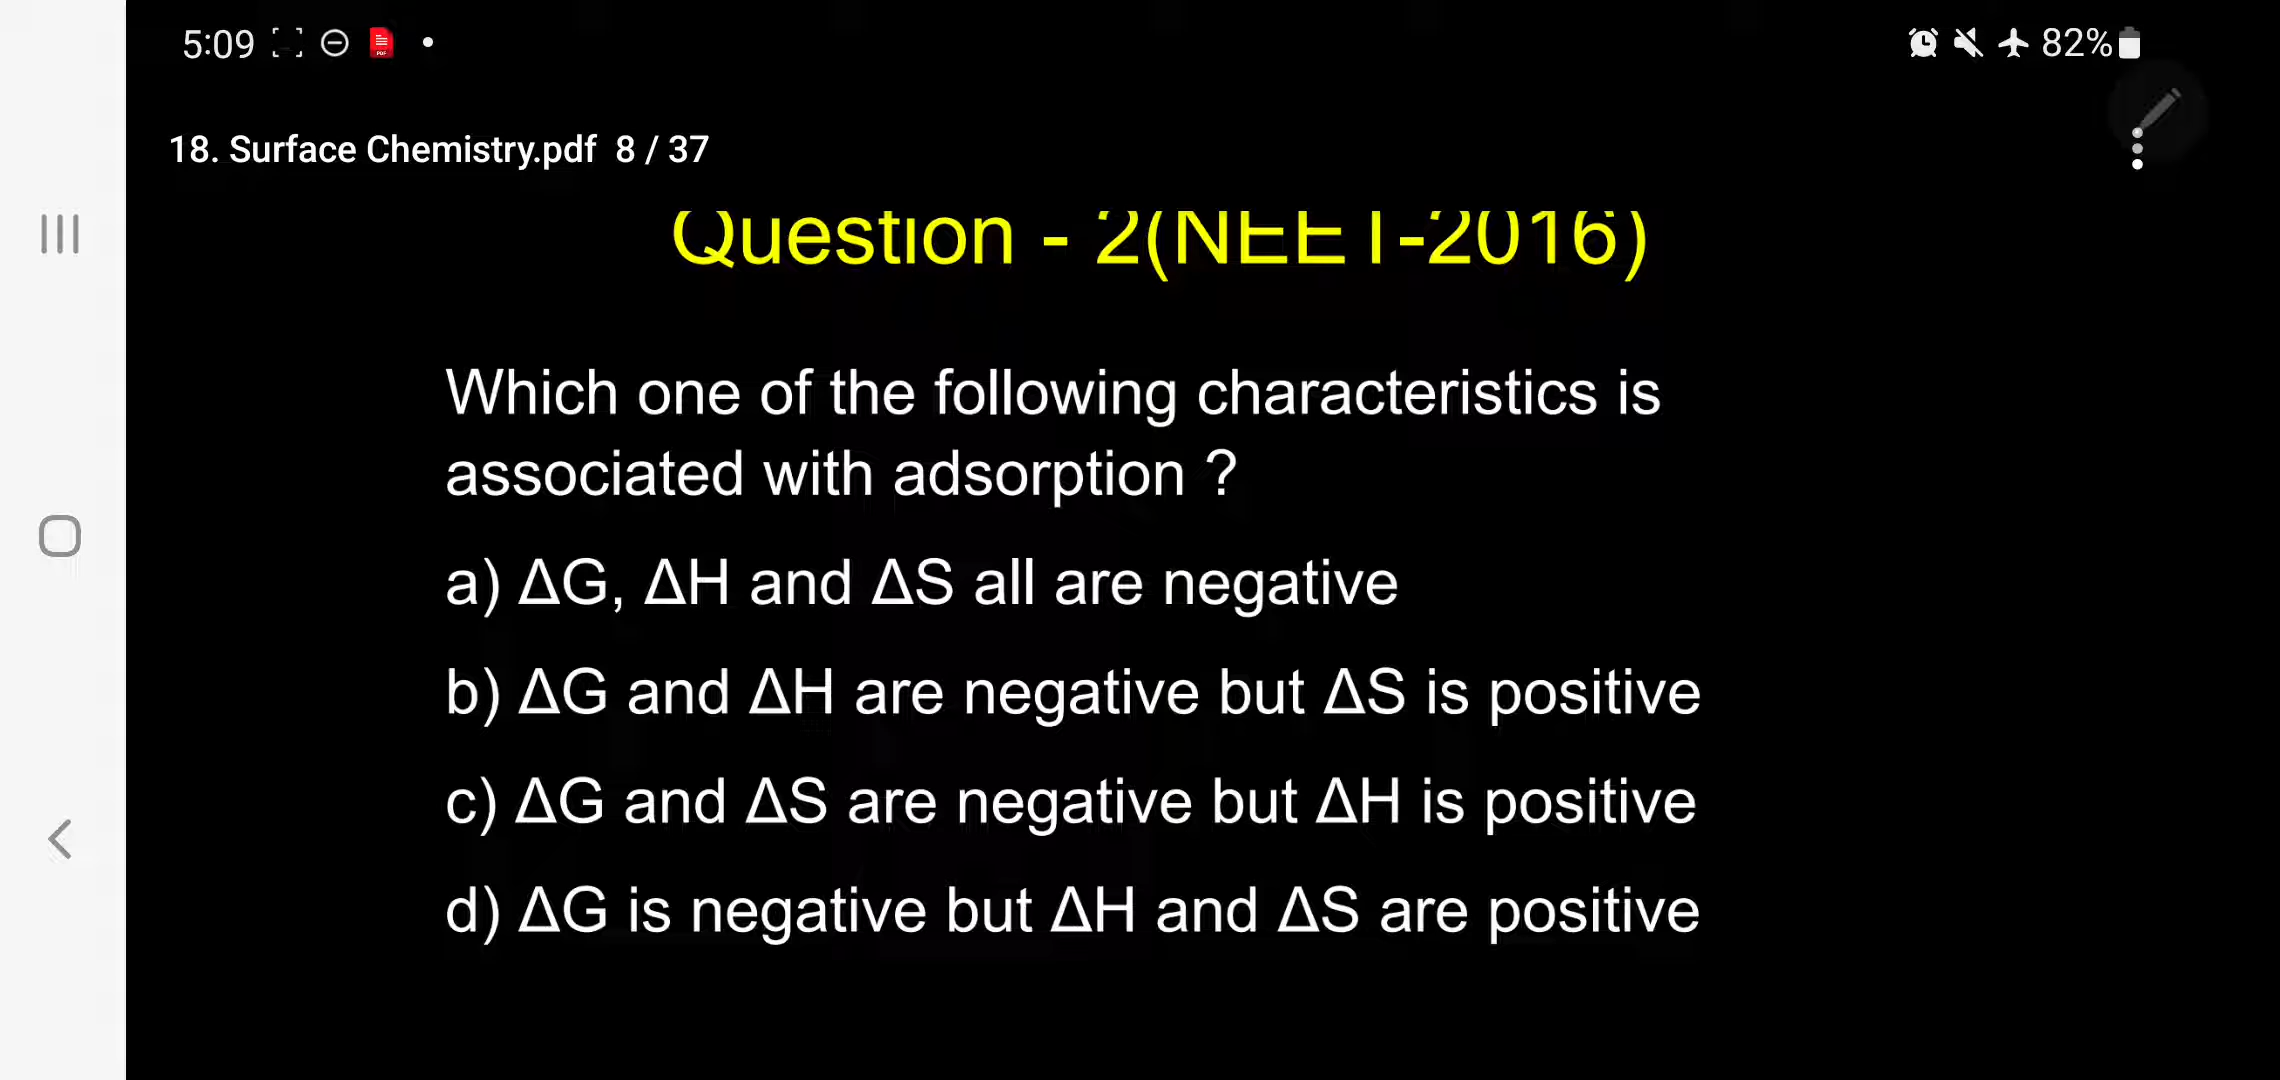 5:09
82%
18. Surface Chemistry.pdf 8 / 37
Question - 2(NEET-2016)
Which one of the following characteristics is
associated with adsorption ?
a) ΔG, ΔH and ΔS all are negative
b) ΔG and ΔH are negative but ΔS is positive
c) ΔG and ΔS are negative but ΔH is positive
d) ΔG is negative but ΔH and ΔS are positive